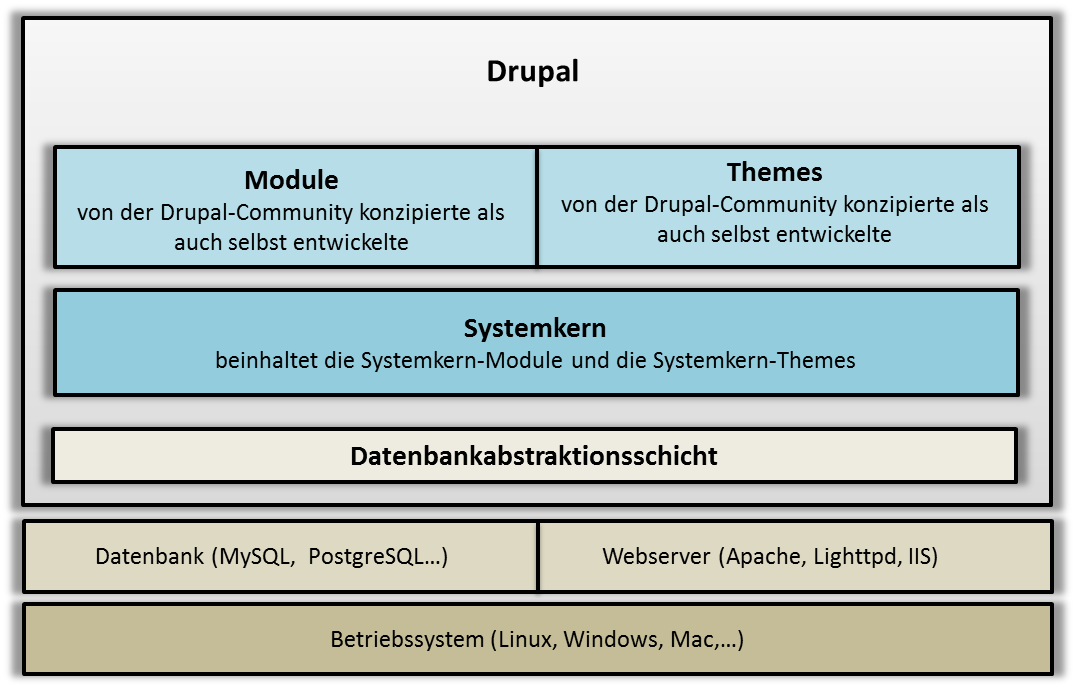 Drupal
Module
von der Drupal-Community konzipierte als
auch selbst entwickelte
Themes
von der Drupal-Community konzipierte als
auch selbst entwickelte
Systemkern
beinhaltet die Systemkern-Module und die Systemkern-Themes
Datenbankabstraktionsschicht
Datenbank (MySQL, PostgreSQL...)
Webserver (Apache, Lighttpd, IIS)
Betriebssystem (Linux, Windows, Mac,...)